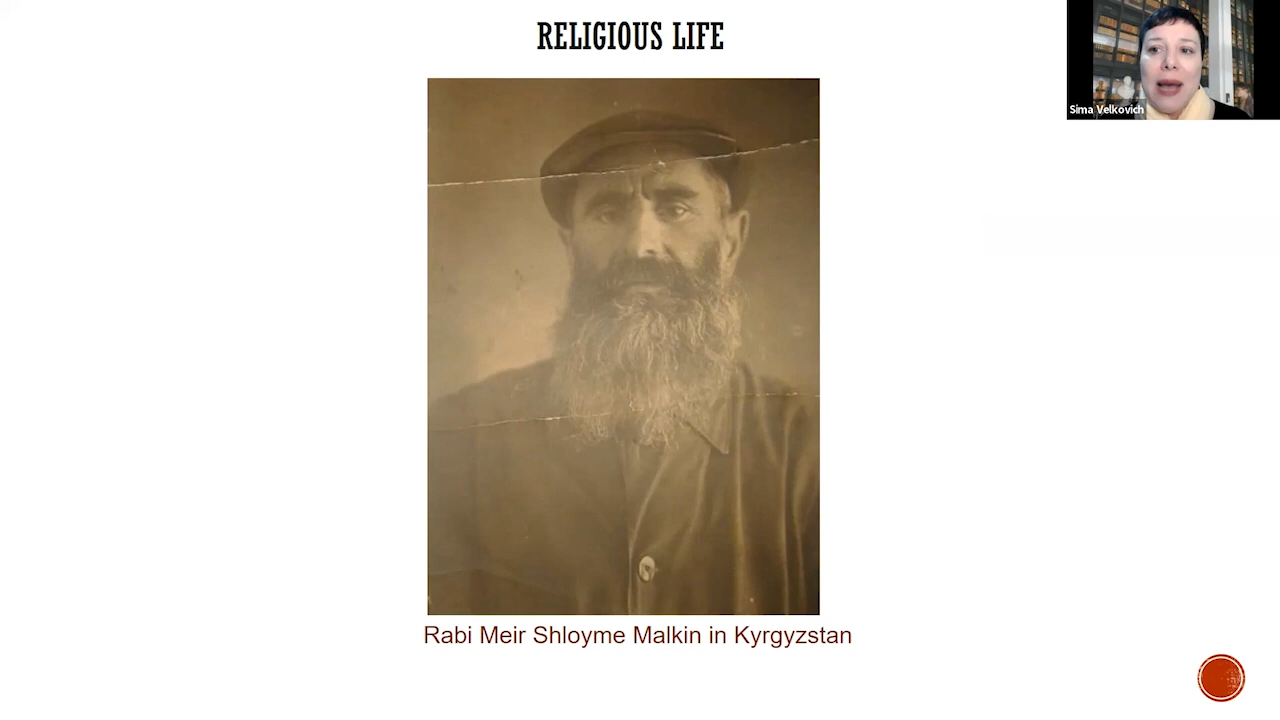 RELIGIOUS LIFE
Sima Velkovich
Rabi Meir Shloyme Malkin in Kyrgyzstan